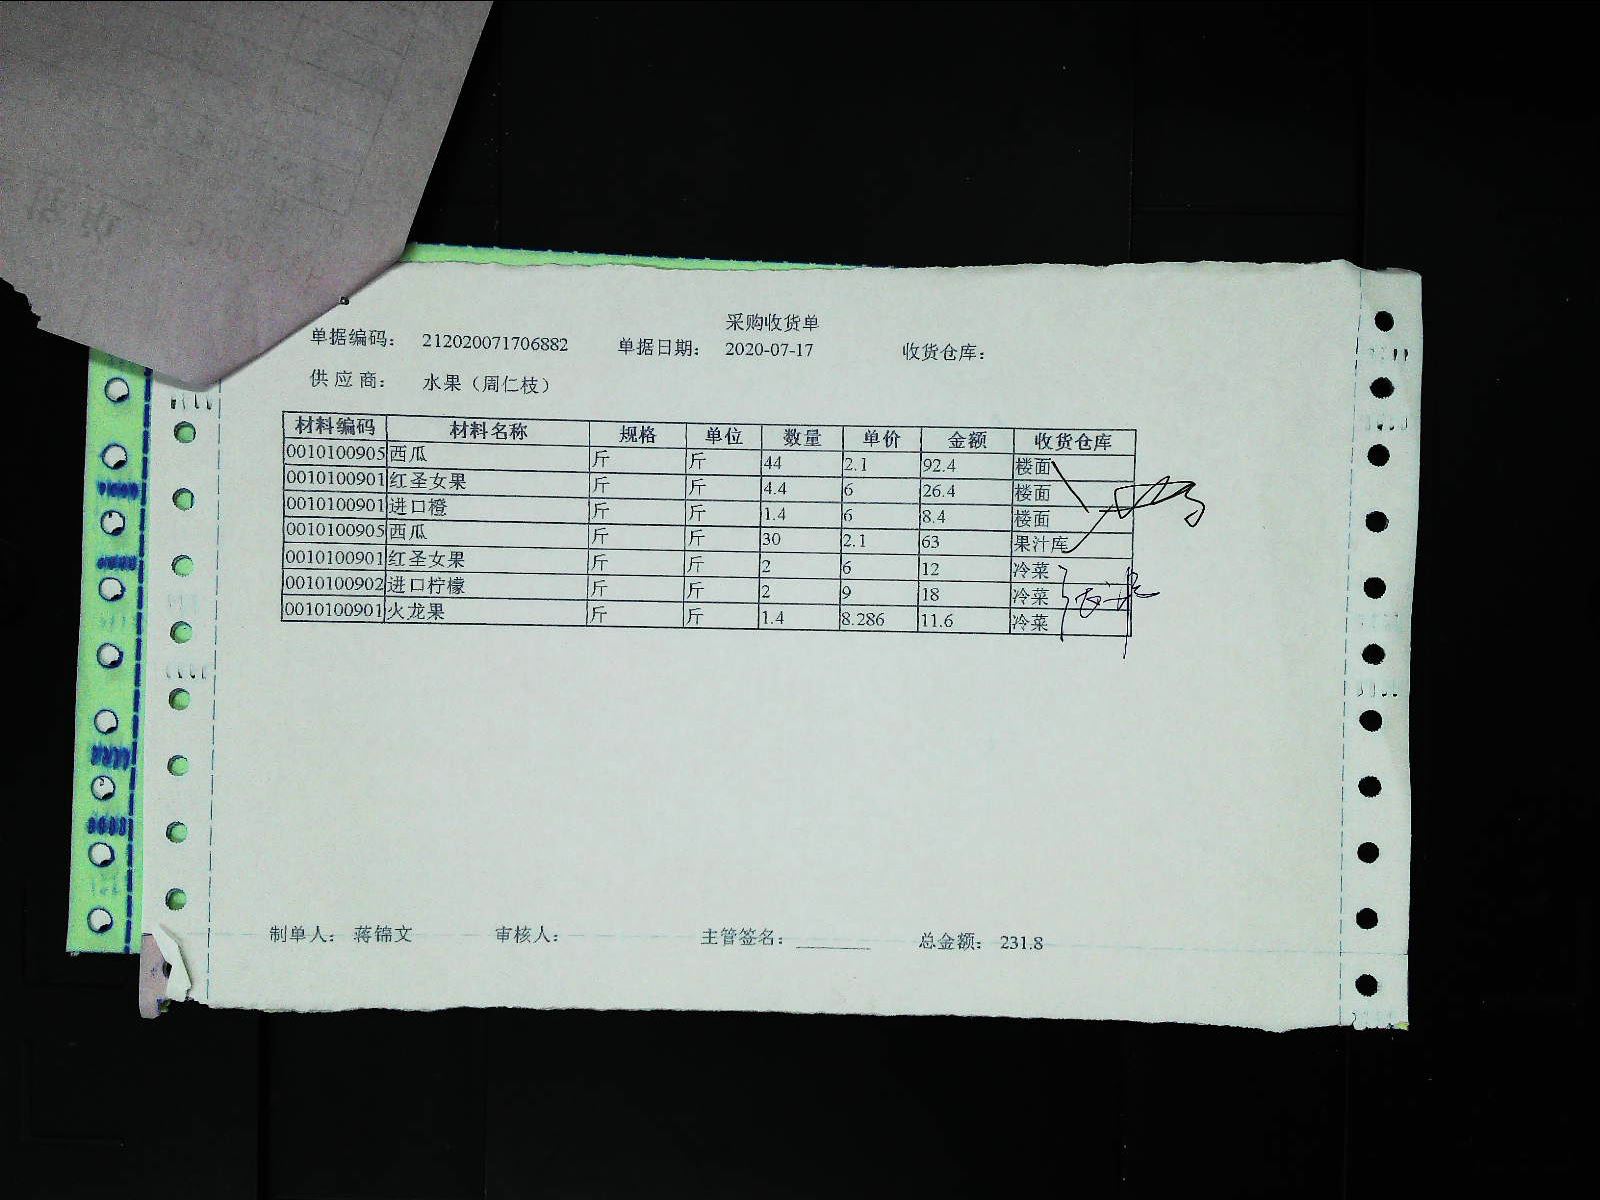 采购收货单
单据编码： 212020071706882 单据日期： 2020-07-17 收货仓库：
供 应 商： 水果（周仁枝）
材料编码 材料名称 规格 单位 数量 单价 金额 收货仓库
0010100905 西瓜 斤 斤 44 2.1 92.4 楼面
0010100901 红圣女果 斤 斤 4.4 6 26.4 楼面
0010100901 进口橙 斤 斤 1.4 6 8.4 楼面
0010100905 西瓜 斤 斤 30 2.1 63 果汁库
0010100901 红圣女果 斤 斤 2 6 12 冷菜
0010100902 进口柠檬 斤 斤 2 9 18 冷菜
0010100901 火龙果 斤 斤 1.4 8.286 11.6 冷菜
制单人： 蒋锦文 审核人： 主管签名： 总金额： 231.8